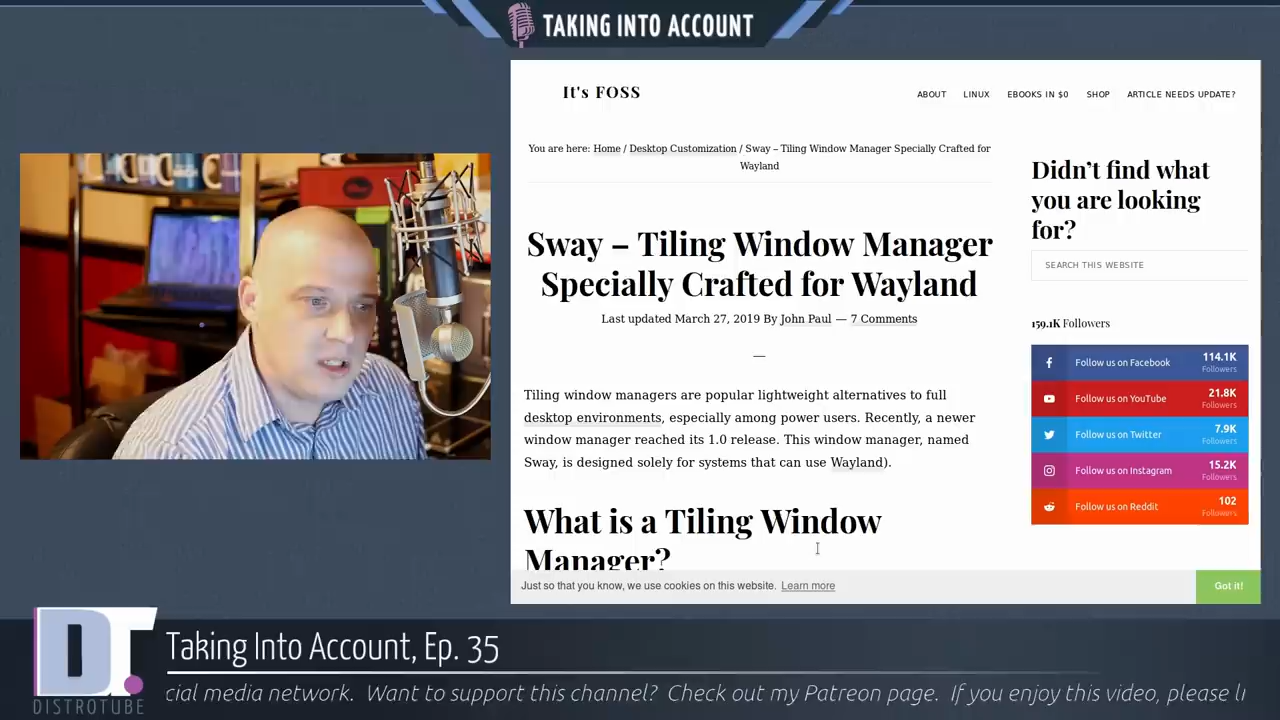 TAKING INTO ACCOUNT
It's FOSS
ABOUT LINUX EBOOKS IN $0 SHOP ARTICLE NEEDS UPDATE?
You are here: Home / Desktop Customization / Sway – Tiling Window Manager Specially Crafted for
Wayland
Sway – Tiling Window Manager
Specially Crafted for Wayland
Last updated March 27, 2019 By John Paul — 7 Comments
—
Tiling window managers are popular lightweight alternatives to full
desktop environments, especially among power users. Recently, a newer
window manager reached its 1.0 release. This window manager, named
Sway, is designed solely for systems that can use Wayland).
What is a Tiling Window
Manager?
Didn't find what
you are looking
for?
SEARCH THIS WEBSITE
159.1K Followers
Follow us on Facebook 114.1K
Followers
Follow us on YouTube 21.8K
Followers
Follow us on Twitter 7.9K
Followers
Follow us on Instagram 15.2K
Followers
Follow us on Reddit 102
Followers
Just so that you know, we use cookies on this website. Learn more Got it!
DT.
DISTROTUBE
Taking Into Account, Ep. 35
cial media network. Want to support this channel? Check out my Patreon page. If you enjoy this video, please li